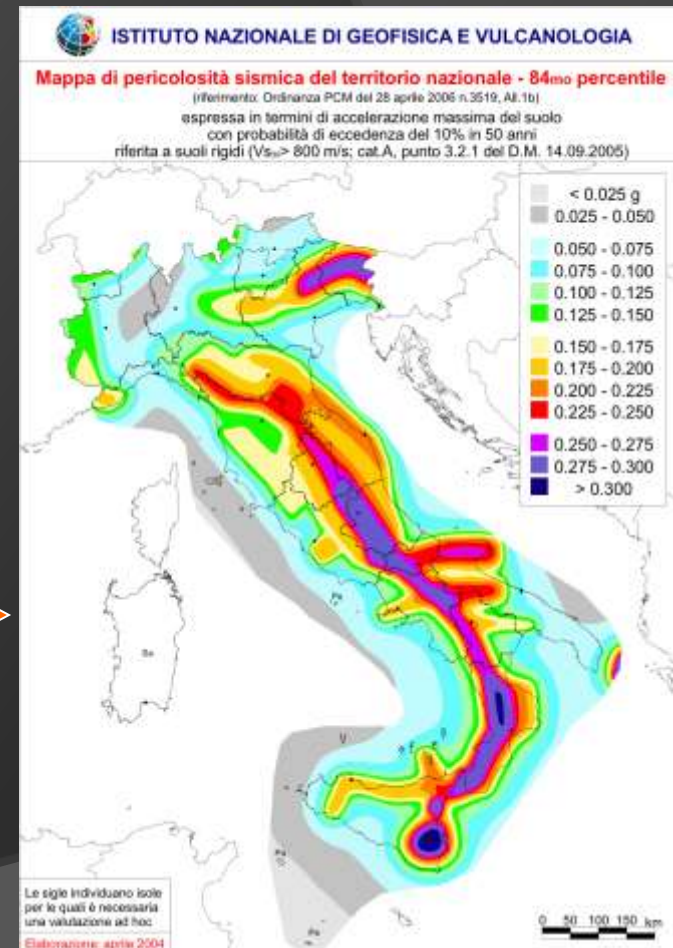 ISTITUTO NAZIONALE DI GEOFISICA E VULCANOLOGIA
Mappa di pericolosità sismica del territorio nazionale - 84mo percentile
(riferimento: Ordinanza PCM del 28 aprile 2006 n.3519, All.1b)
espressa in termini di accelerazione massima del suolo
con probabilità di eccedenza del 10% in 50 anni
riferita a suoli rigidi (Vs₃₀> 800 m/s; cat.A, punto 3.2.1 del D.M. 14.09.2005)
< 0.025 g
0.025 - 0.050
0.050 - 0.075
0.075 - 0.100
0.100 - 0.125
0.125 - 0.150
0.150 - 0.175
0.175 - 0.200
0.200 - 0.225
0.225 - 0.250
0.250 - 0.275
0.275 - 0.300
> 0.300
Le sigle individuano isole
per le quali è necessaria
una valutazione ad hoc
Elaborazione: aprile 2004
0 50 100 150 km